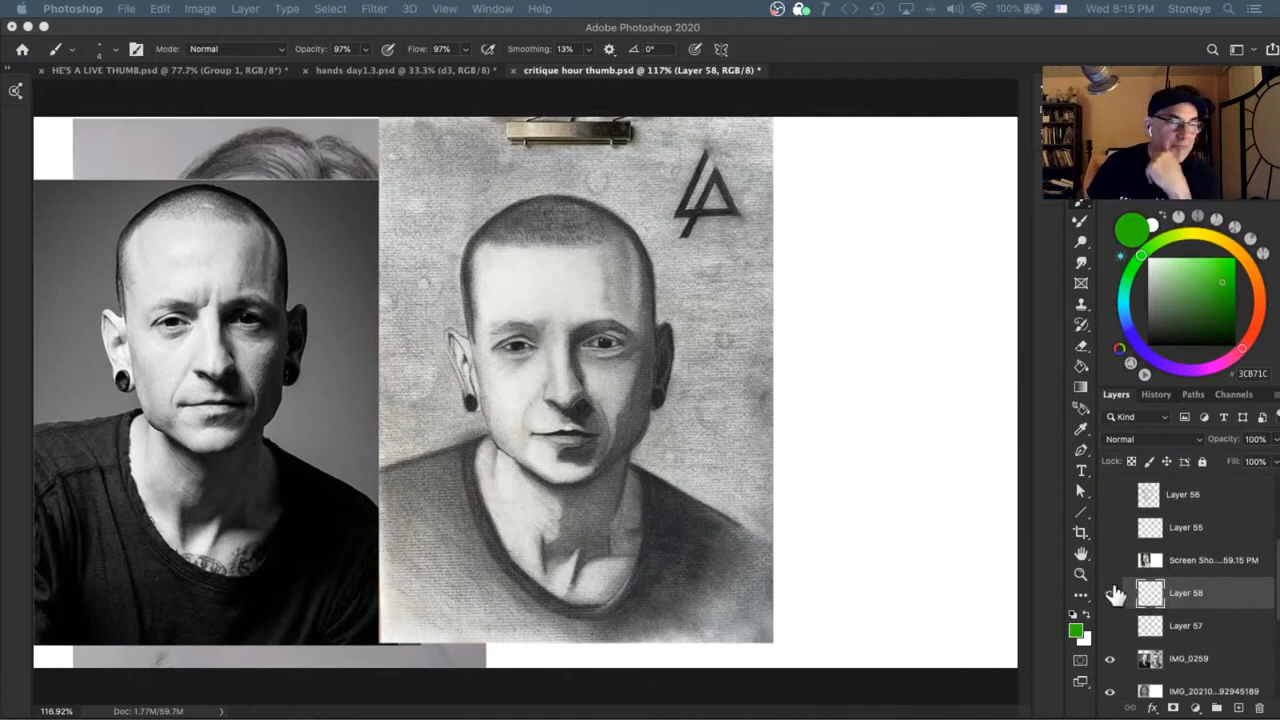 Photoshop File Edit Image Layer Type Select Filter 3D View Window Help 100% Wed 8:15 PM Stoneye
Adobe Photoshop 2020
4 Mode: Normal Opacity: 97% Flow: 97% Smoothing: 13% 0°
HE'S A LIVE THUMB.psd @ 77.7% (Group 1, RGB/8*) * hands day1.3.psd @ 33.3% (d3, RGB/8) * critique hour thumb.psd @ 117% (Layer 58, RGB/8) *
3CB71C
Layers History Paths Channels
Kind
Normal Opacity: 100%
Lock: Fill: 100%
Layer 56
Layer 55
Screen Sho....59.15 PM
Layer 58
Layer 57
IMG_0259
IMG_20210...92945189
116.92% Doc: 1.77M/59.7M